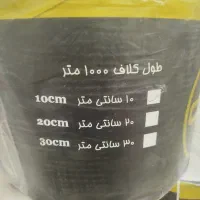 طول کلاف ۱۰۰۰ متر
10cm ۱۰ سانتی متر
20cm ۲۰ سانتی متر
30cm ۳۰ سانتی متر